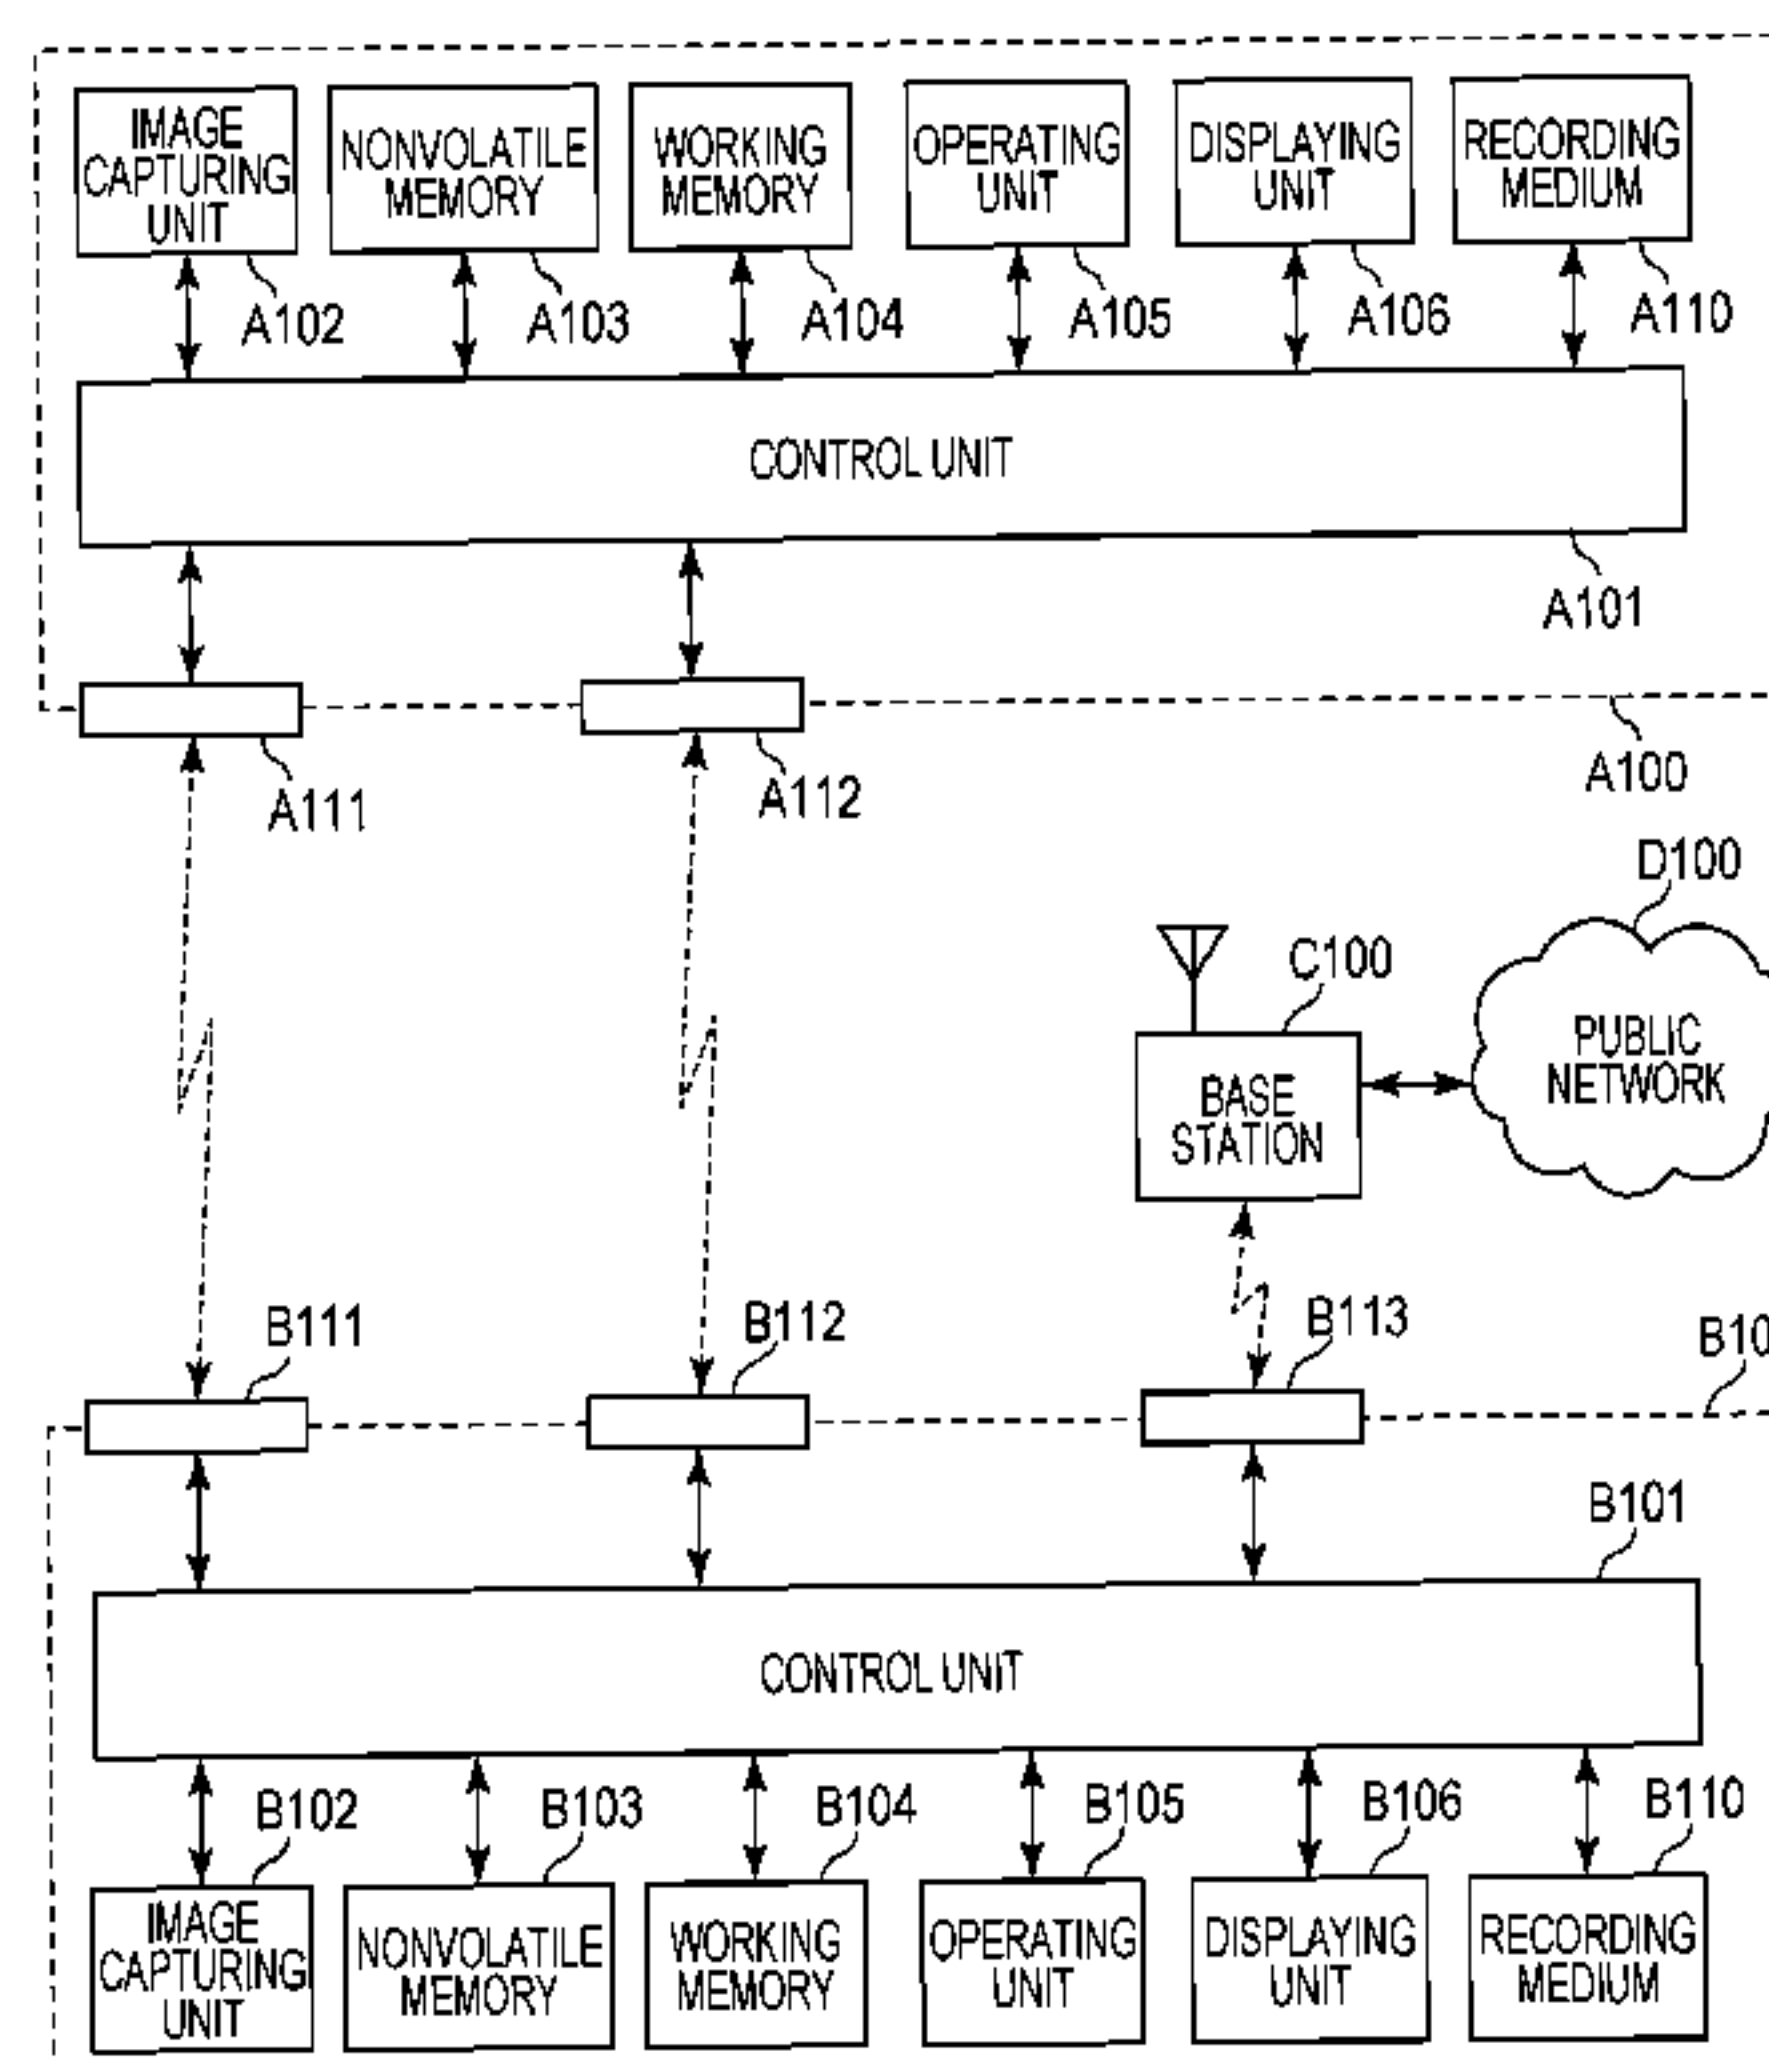 IMAGE
CAPTURING
UNIT
NONVOLATILE
MEMORY
WORKING
MEMORY
OPERATING
UNIT
DISPLAYING
UNIT
RECORDING
MEDIUM
A102
A103
A104
A105
A106
A110
CONTROL UNIT
A101
A111
A112
A100
D100
C100
PUBLIC
NETWORK
BASE
STATION
B111
B112
B113
B10
B101
CONTROL UNIT
B102
B103
B104
B105
B106
B110
IMAGE
CAPTURING
UNIT
NONVOLATILE
MEMORY
WORKING
MEMORY
OPERATING
UNIT
DISPLAYING
UNIT
RECORDING
MEDIUM